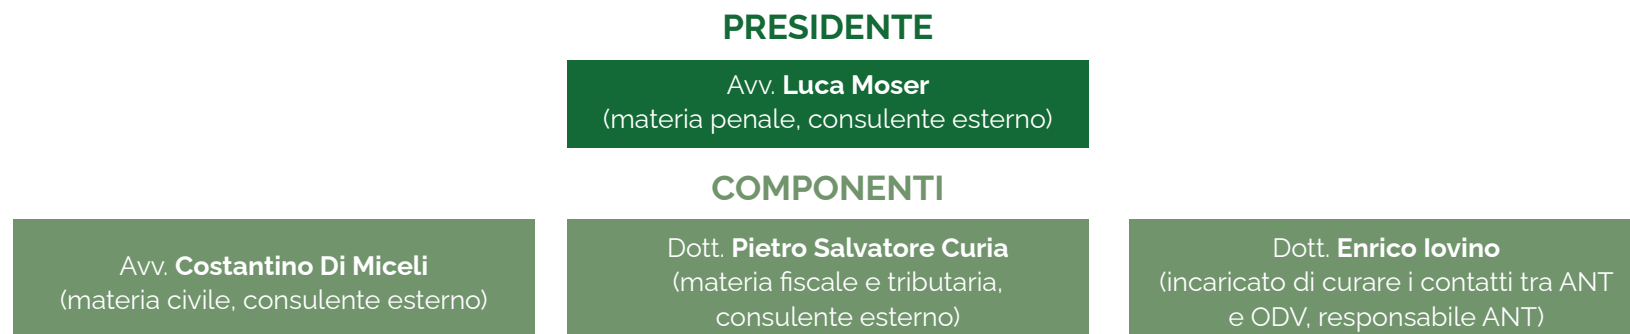 PRESIDENTE
Avv. Luca Moser
(materia penale, consulente esterno)
COMPONENTI
Avv. Costantino Di Miceli
(materia civile, consulente esterno)
Dott. Pietro Salvatore Curia
(materia fiscale e tributaria,
consulente esterno)
Dott. Enrico Iovino
(incaricato di curare i contatti tra ANT
e ODV, responsabile ANT)